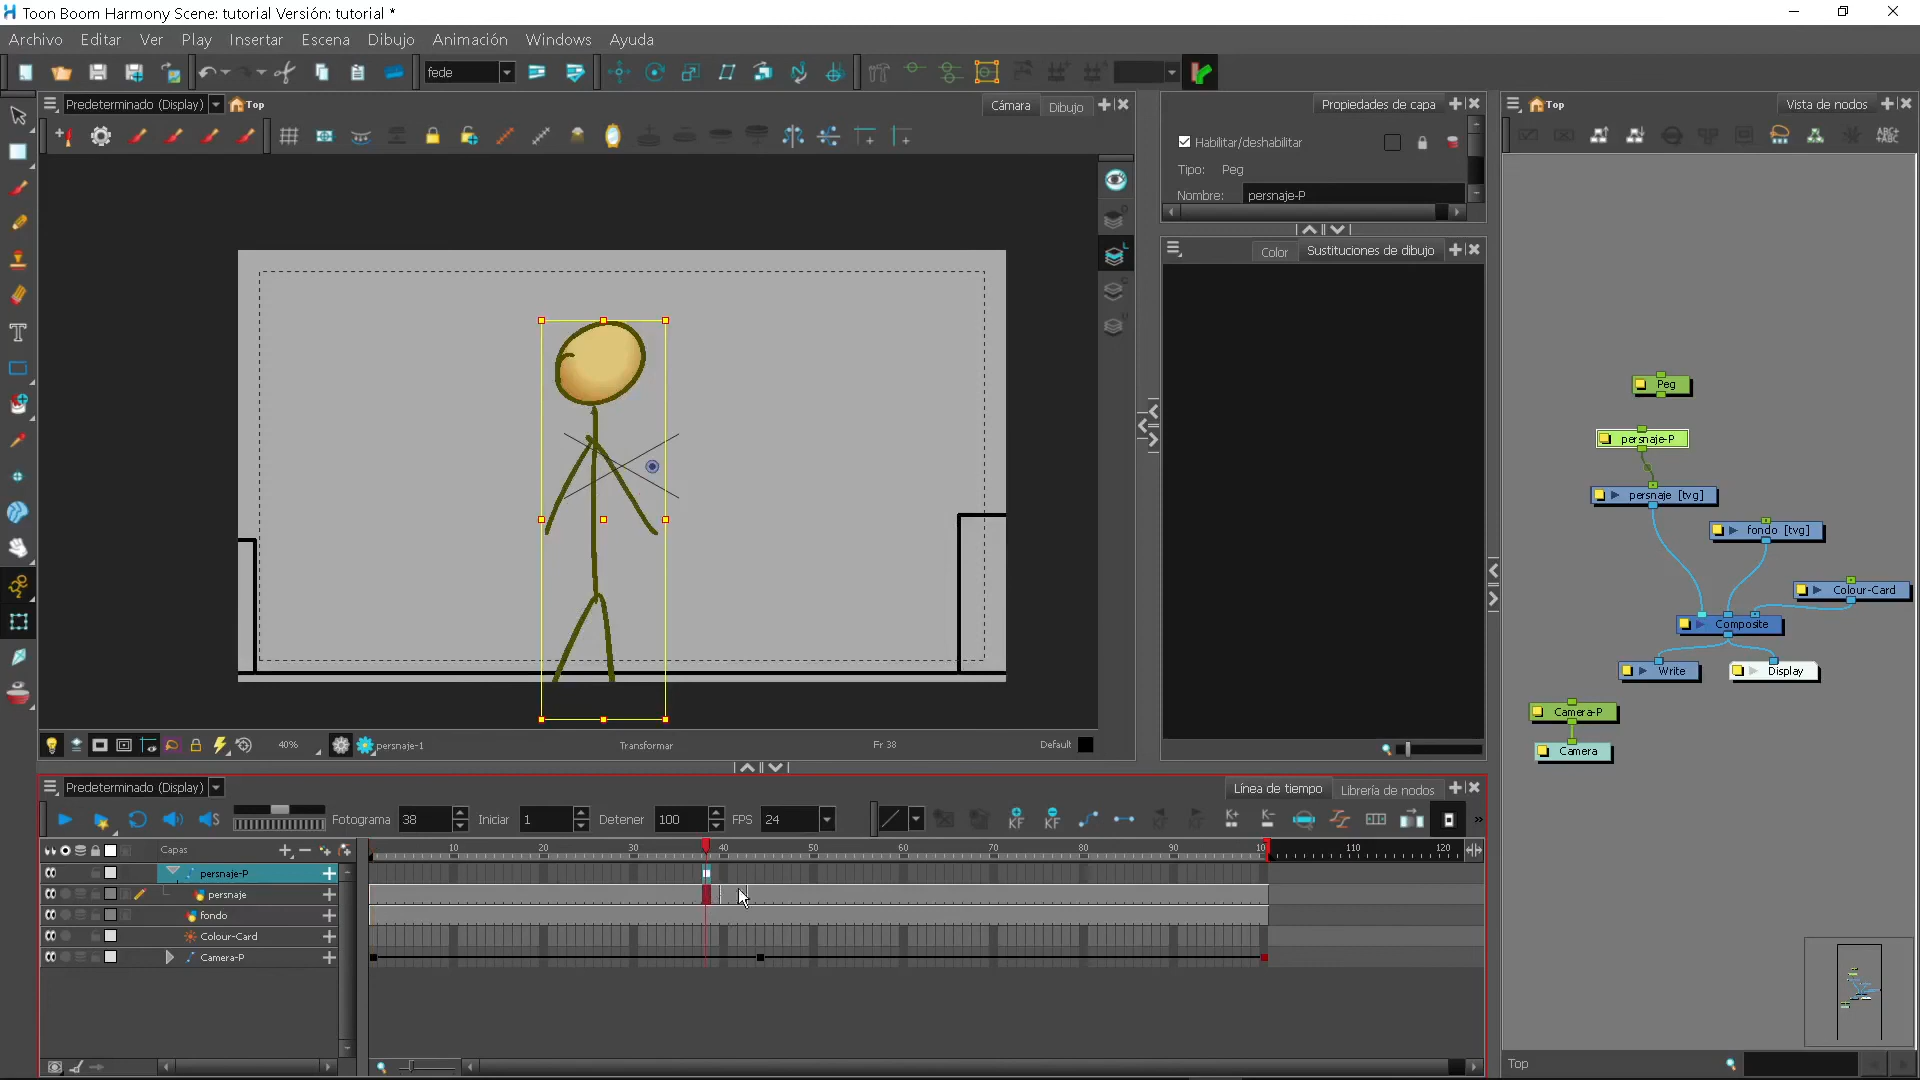 Toon Boom Harmony Scene: tutorial Versión: tutorial *
Archivo Editar Ver Play Insertar Escena Dibujo Animación Windows Ayuda
fede
Predeterminado (Display) Top Cámara Dibujo
Propiedades de capa
Top Vista de nodos
Habilitar/deshabilitar
Tipo: Peg
Nombre: persnaje-P
ABC+
Color Sustituciones de dibujo
Peg
persnaje-P
persnaje [tvg]
fondo [tvg]
Colour-Card
Composite
Write Display
Camera-P
Camera
40% persnaje-1 Transformar Fr 38 Default
Predeterminado (Display) Línea de tiempo Librería de nodos
Fotograma 38 Iniciar 1 Detener 100 FPS 24 KF KF
Capas 10 20 30 40 50 60 70 80 90 10 110 120
persnaje-P
persnaje
fondo
Colour-Card
Camera-P
Top